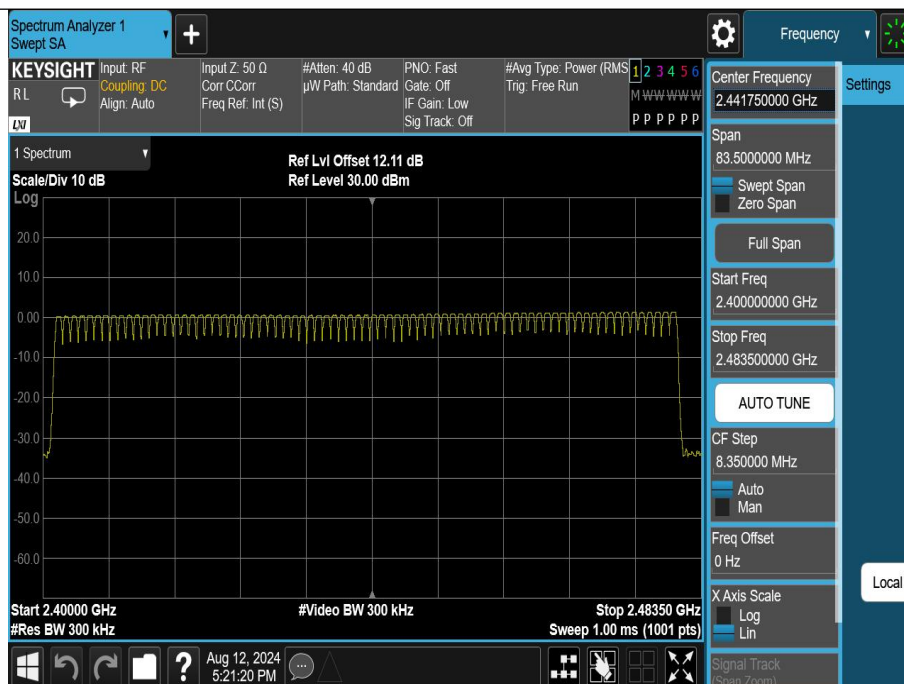 Spectrum Analyzer 1
Swept SA
Frequency
KEYSIGHT
R L
LXI
Input: RF
Coupling: DC
Align: Auto
Input Z: 50 Ω
Corr CCorr
Freq Ref: Int (S)
#Atten: 40 dB
µW Path: Standard
PNO: Fast
Gate: Off
IF Gain: Low
Sig Track: Off
#Avg Type: Power (RMS
Trig: Free Run
1 2 3 4 5 6
M W W W W W
P P P P P P
1 Spectrum
Scale/Div 10 dB
Ref Lvl Offset 12.11 dB
Ref Level 30.00 dBm
Log
20.0
10.0
0.00
-10.0
-20.0
-30.0
-40.0
-50.0
-60.0
Start 2.40000 GHz
#Video BW 300 kHz
Stop 2.48350 GHz
#Res BW 300 kHz
Sweep 1.00 ms (1001 pts)
Center Frequency
2.441750000 GHz
Settings
Span
83.5000000 MHz
Swept Span
Zero Span
Full Span
Start Freq
2.400000000 GHz
Stop Freq
2.483500000 GHz
AUTO TUNE
CF Step
8.350000 MHz
Auto
Man
Freq Offset
0 Hz
Local
X Axis Scale
Log
Lin
Signal Track
(Span Zoom)
?
Aug 12, 2024
5:21:20 PM